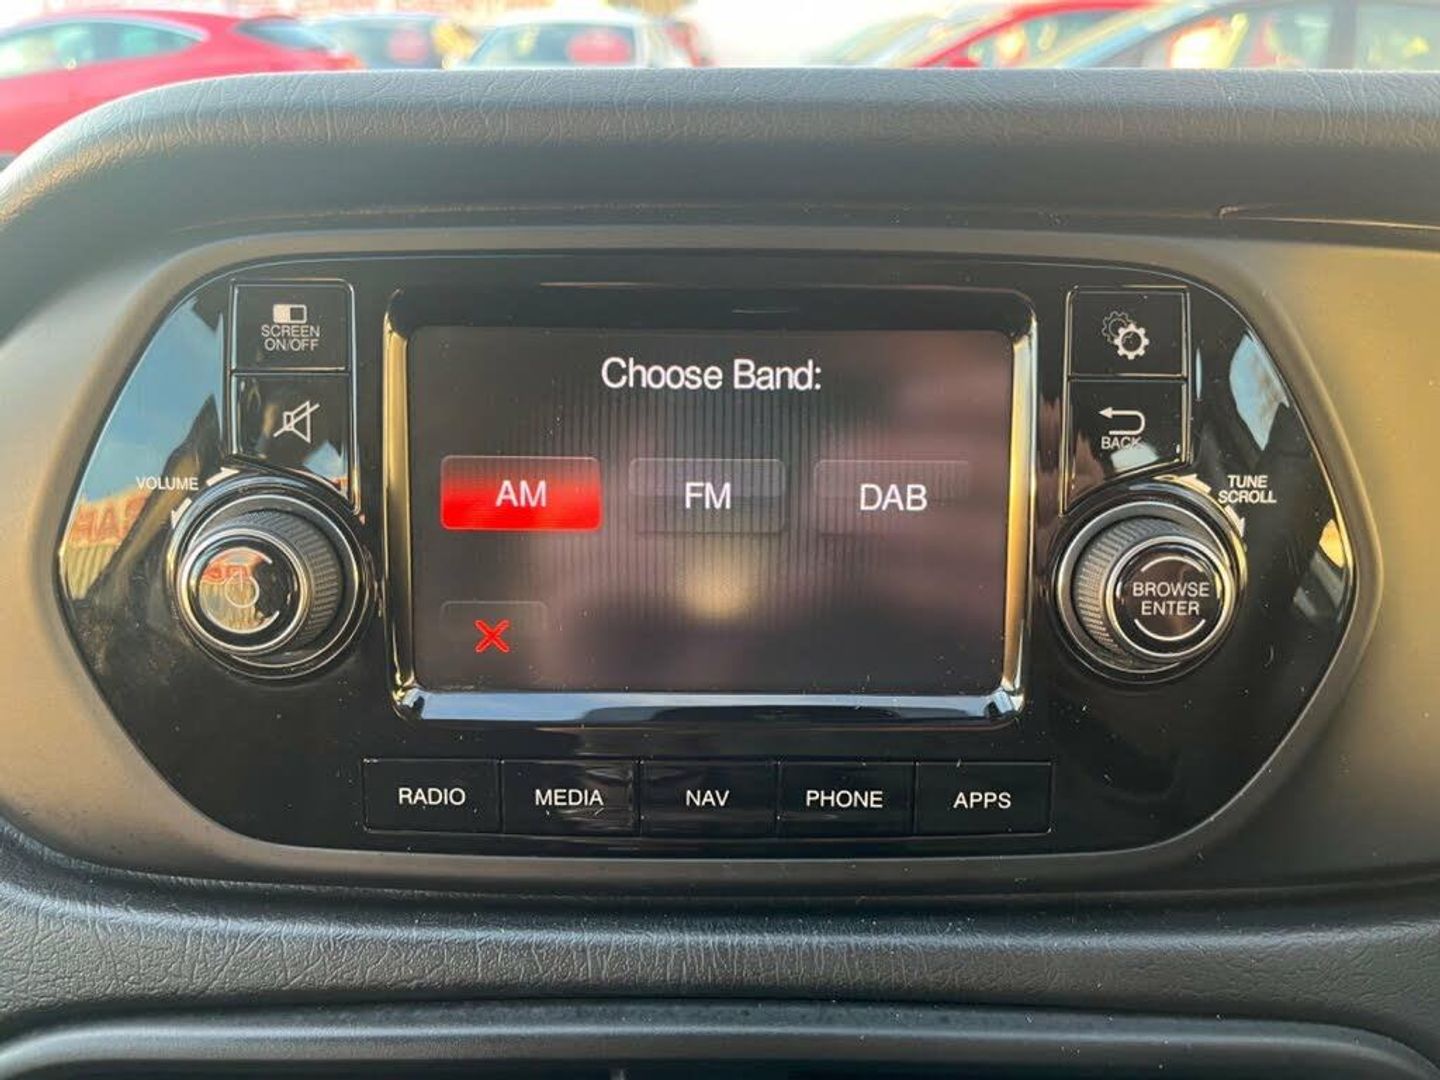 SCREEN
ON/OFF
VOLUME
Choose Band:
AM FM DAB
BACK
TUNE
SCROLL
BROWSE
ENTER
RADIO MEDIA NAV PHONE APPS